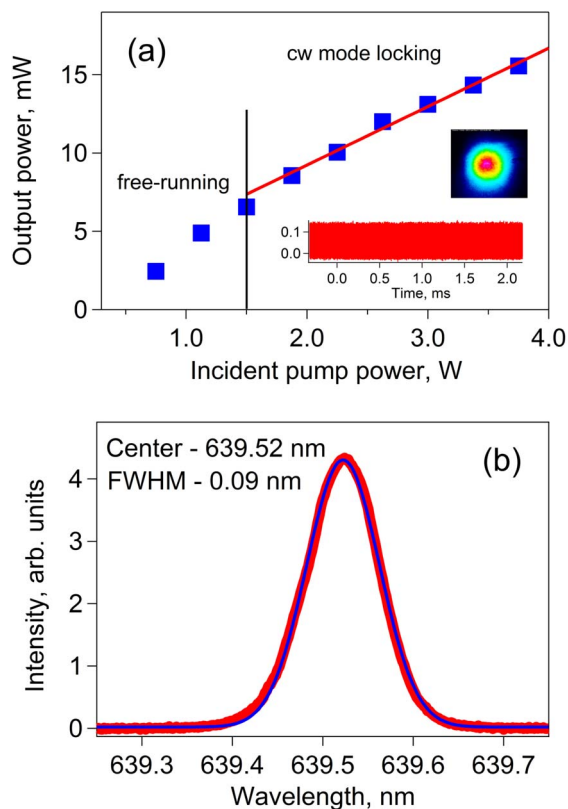 (a)
cw mode locking
free-running
Output power, mW
15
10
5
0
0.1
0.0
0.0 0.5 1.0 1.5 2.0
Time, ms
1.0 2.0 3.0 4.0
Incident pump power, W
(b)
Center - 639.52 nm
FWHM - 0.09 nm
Intensity, arb. units
4
3
2
1
0
639.3 639.4 639.5 639.6 639.7
Wavelength, nm